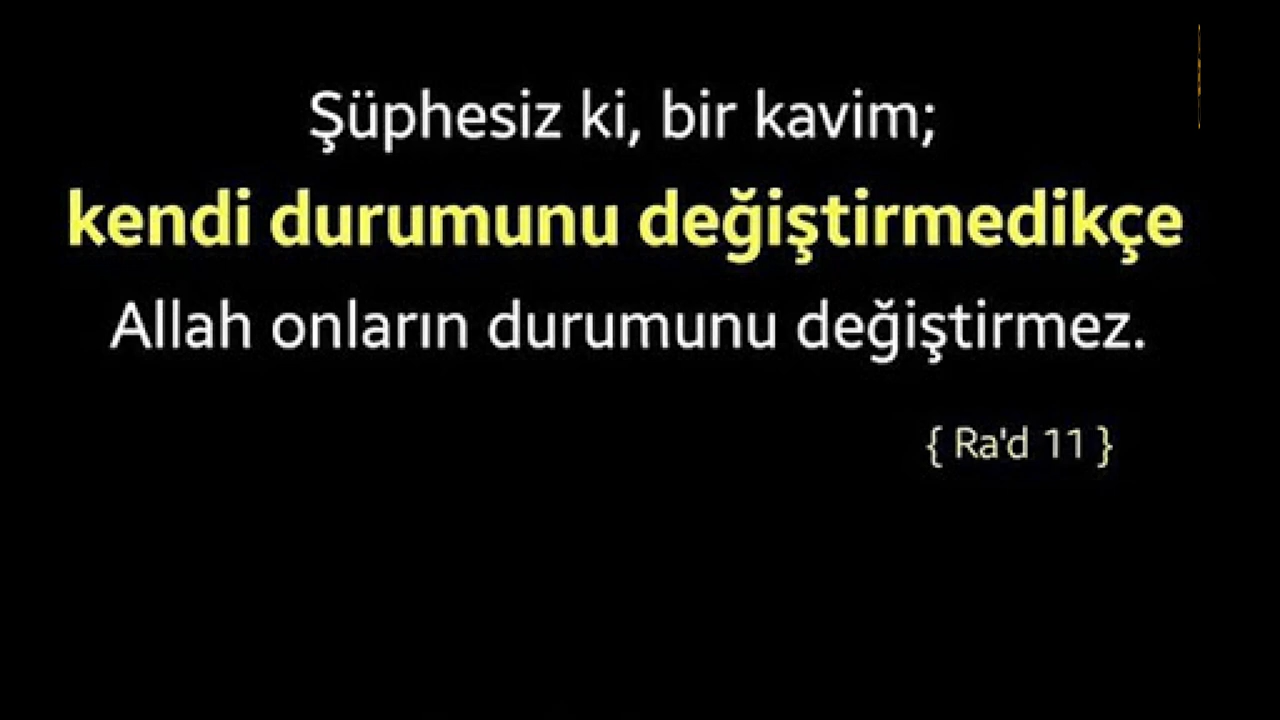 Şüphesiz ki, bir kavim;
kendi durumunu değiştirmedikçe
Allah onların durumunu değiştirmez.
{ Ra'd 11 }